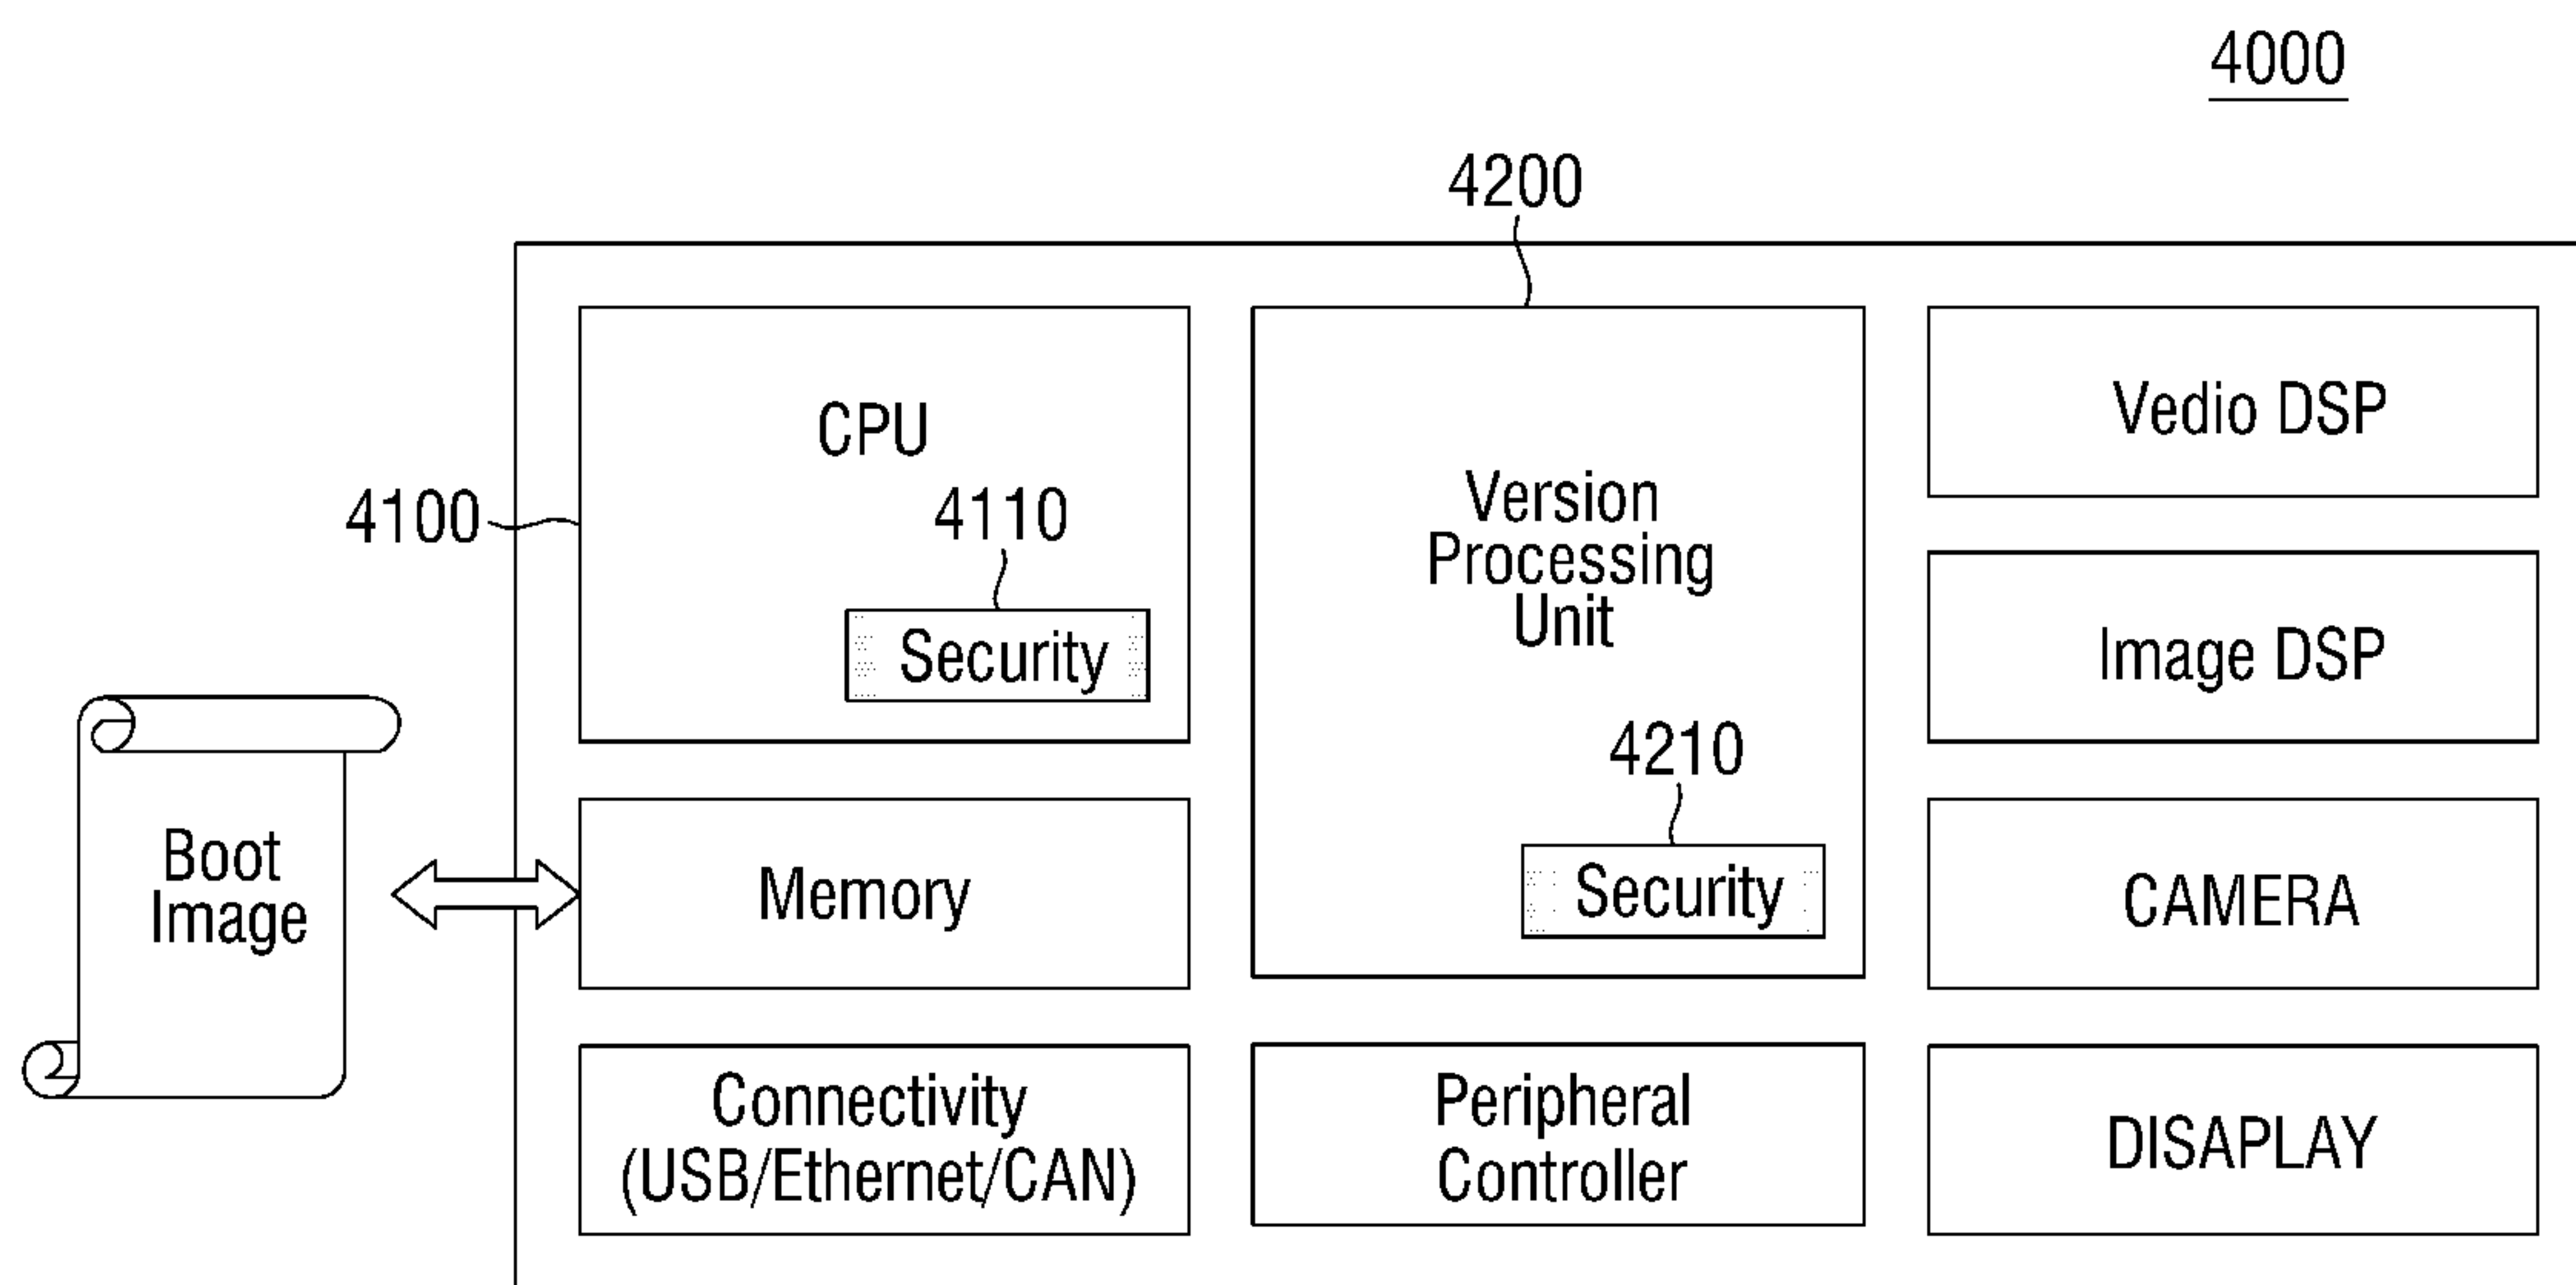 4000
4200
CPU
4100
4110
Security
Version
Processing
Unit
4210
Security
Vedio DSP
Image DSP
Boot
Image
Memory
CAMERA
Connectivity
(USB/Ethernet/CAN)
Peripheral
Controller
DISAPLAY